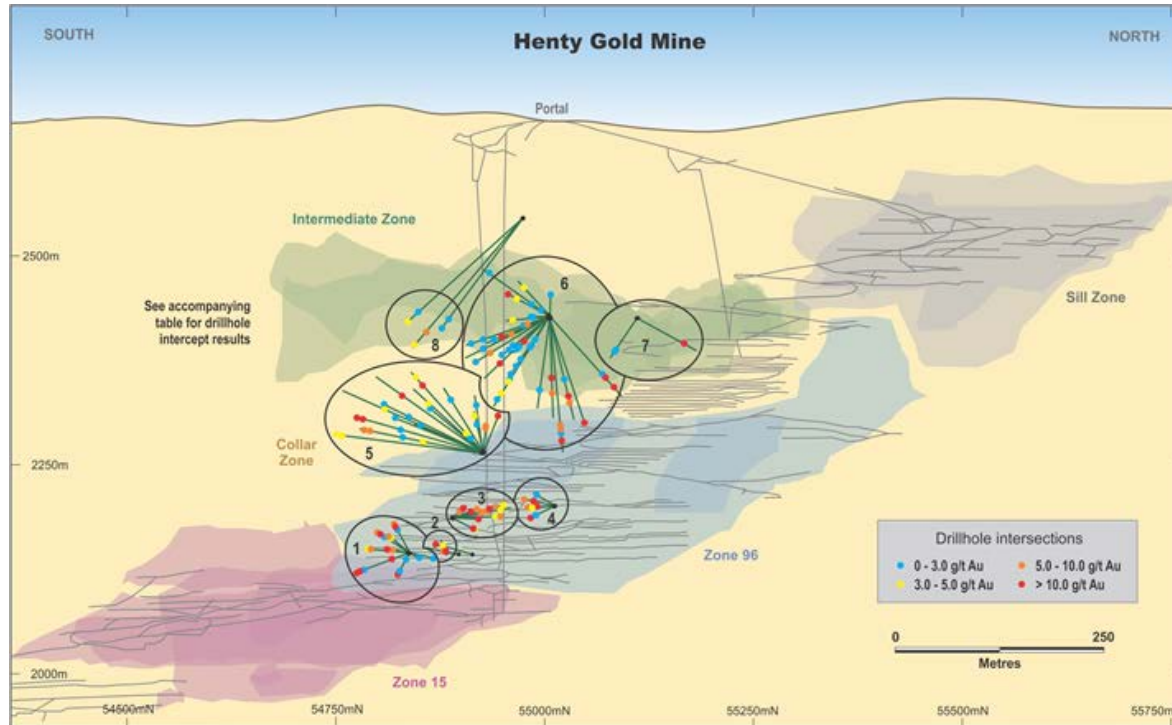 SOUTH
Henty Gold Mine
NORTH
Portal
Intermediate Zone
2500m
6
See accompanying
table for drillhole
intercept results
Sill Zone
8
7
5
Collar
Zone
2250m
3
4
2
1
Zone 96
Drillhole intersections
0 - 3.0 g/t Au
5.0 - 10.0 g/t Au
3.0 - 5.0 g/t Au
> 10.0 g/t Au
0
250
Metres
2000m
Zone 15
54500mN
54750mN
55000mN
55250mN
55500mN
55750mN